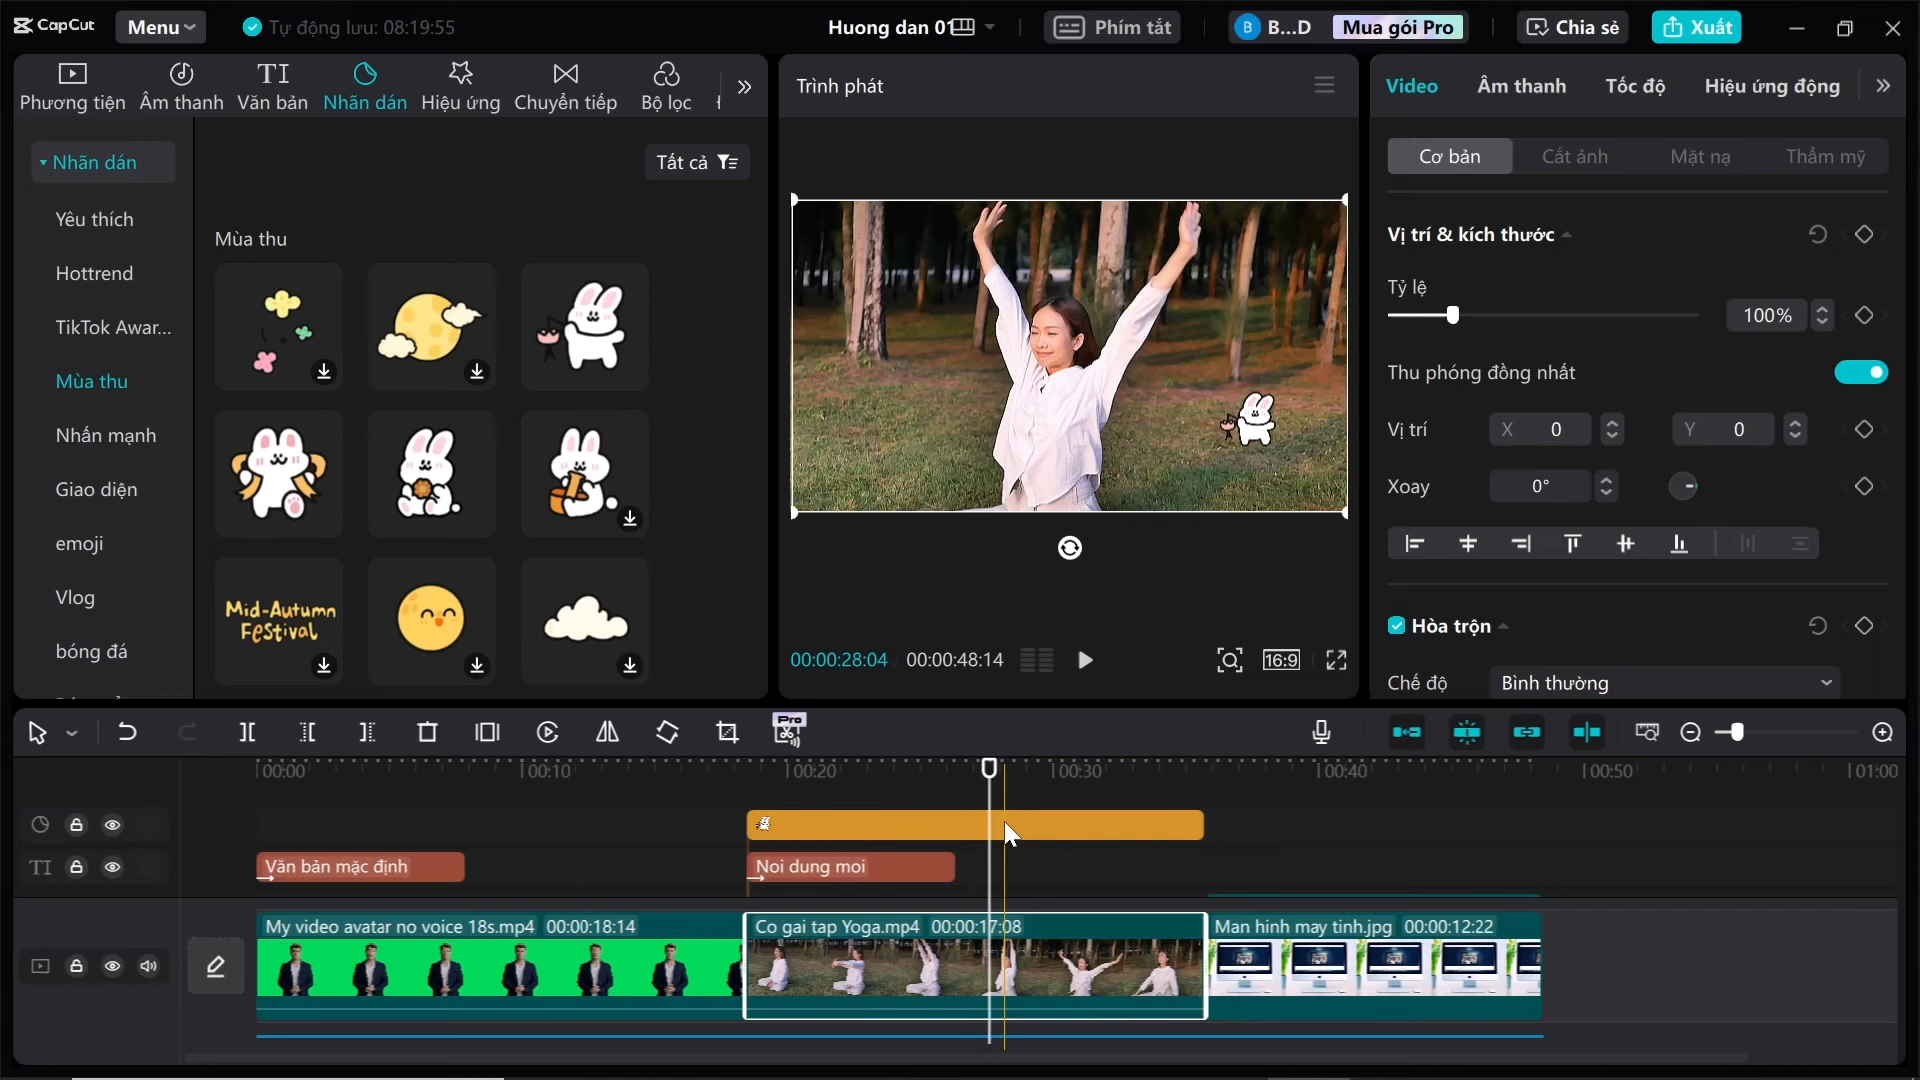 CapCut
Menu
Tự động lưu: 08:19:55
Huong dan 01
Phím tắt
B B...D
Mua gói Pro
Chia sẻ
Xuất
Phương tiện
Âm thanh
Văn bản
Nhãn dán
Hiệu ứng
Chuyển tiếp
Bộ lọc
Nhãn dán
Yêu thích
Hottrend
TikTok Awar...
Mùa thu
Nhấn mạnh
Giao diện
emoji
Vlog
bóng đá
Tất cả
Mùa thu
Mid-Autumn
Festival
Trình phát
00:00:28:04 / 00:00:48:14
16:9
Video
Âm thanh
Tốc độ
Hiệu ứng động
Cơ bản
Cắt ảnh
Mặt nạ
Thẩm mỹ
Vị trí & kích thước
Tỷ lệ
100%
Thu phóng đồng nhất
Vị trí
X 0
Y 0
Xoay
0°
Hòa trộn
Chế độ
Bình thường
Pro
00:00
00:10
00:20
00:30
00:40
00:50
01:00
TI
Văn bản mặc định
Noi dung moi
My video avatar no voice 18s.mp4 00:00:18:14
Co gai tap Yoga.mp4 00:00:17:08
Man hinh may tinh.jpg 00:00:12:22